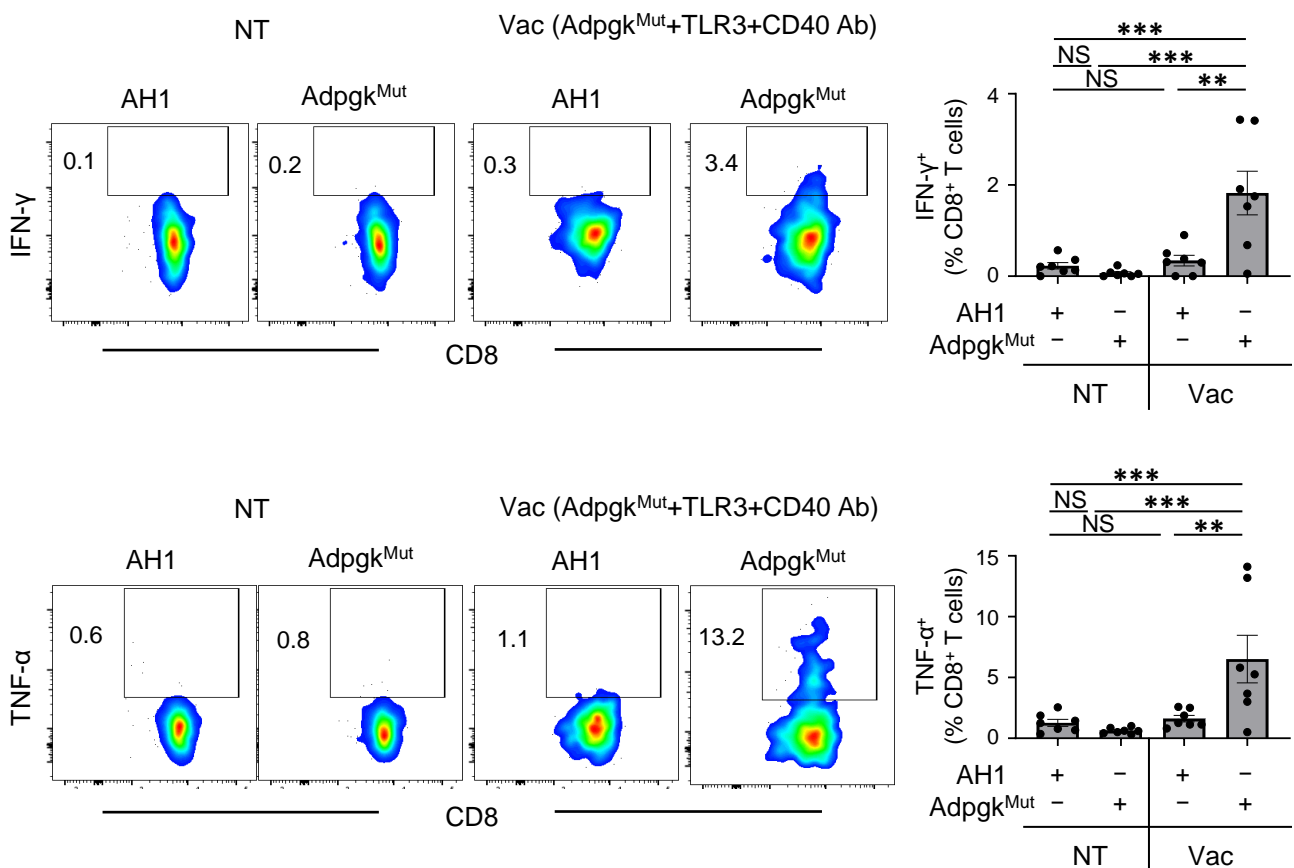 NT
Vac (Adpgk^Mut+TLR3+CD40 Ab)
AH1
Adpgk^Mut
AH1
Adpgk^Mut
0.1
0.2
0.3
3.4
IFN-γ
CD8
***
NS
***
NS
**
4
2
0
IFN-γ⁺
(% CD8⁺ T cells)
AH1 + − + −
Adpgk^Mut − + − +
NT Vac
NT
Vac (Adpgk^Mut+TLR3+CD40 Ab)
AH1
Adpgk^Mut
AH1
Adpgk^Mut
0.6
0.8
1.1
13.2
TNF-α
CD8
***
NS
***
NS
**
15
10
5
0
TNF-α⁺
(% CD8⁺ T cells)
AH1 + − + −
Adpgk^Mut − + − +
NT Vac